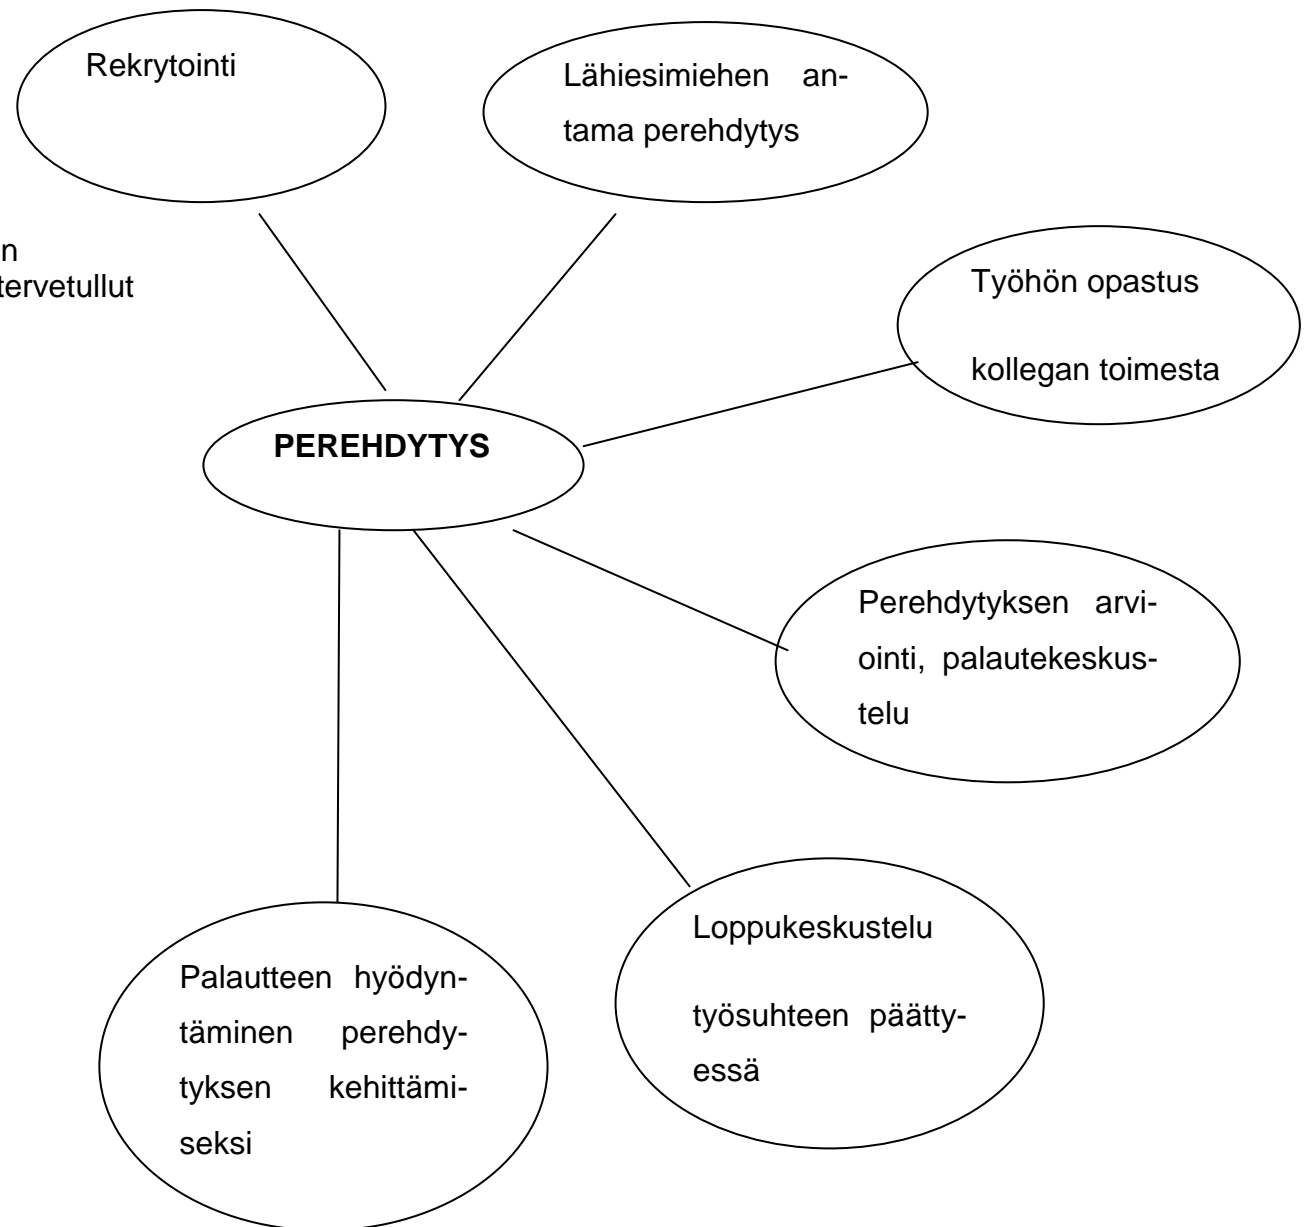 Rekrytointi
Lähiesimiehen an-
tama perehdytys
n
tervetullut
Työhön opastus
kollegan toimesta
PEREHDYTYS
Perehdytyksen arvi-
ointi, palautekeskus-
telu
Loppukeskustelu
työsuhteen päätty-
essä
Palautteen hyödyn-
täminen perehdy-
tyksen kehittämi-
seksi